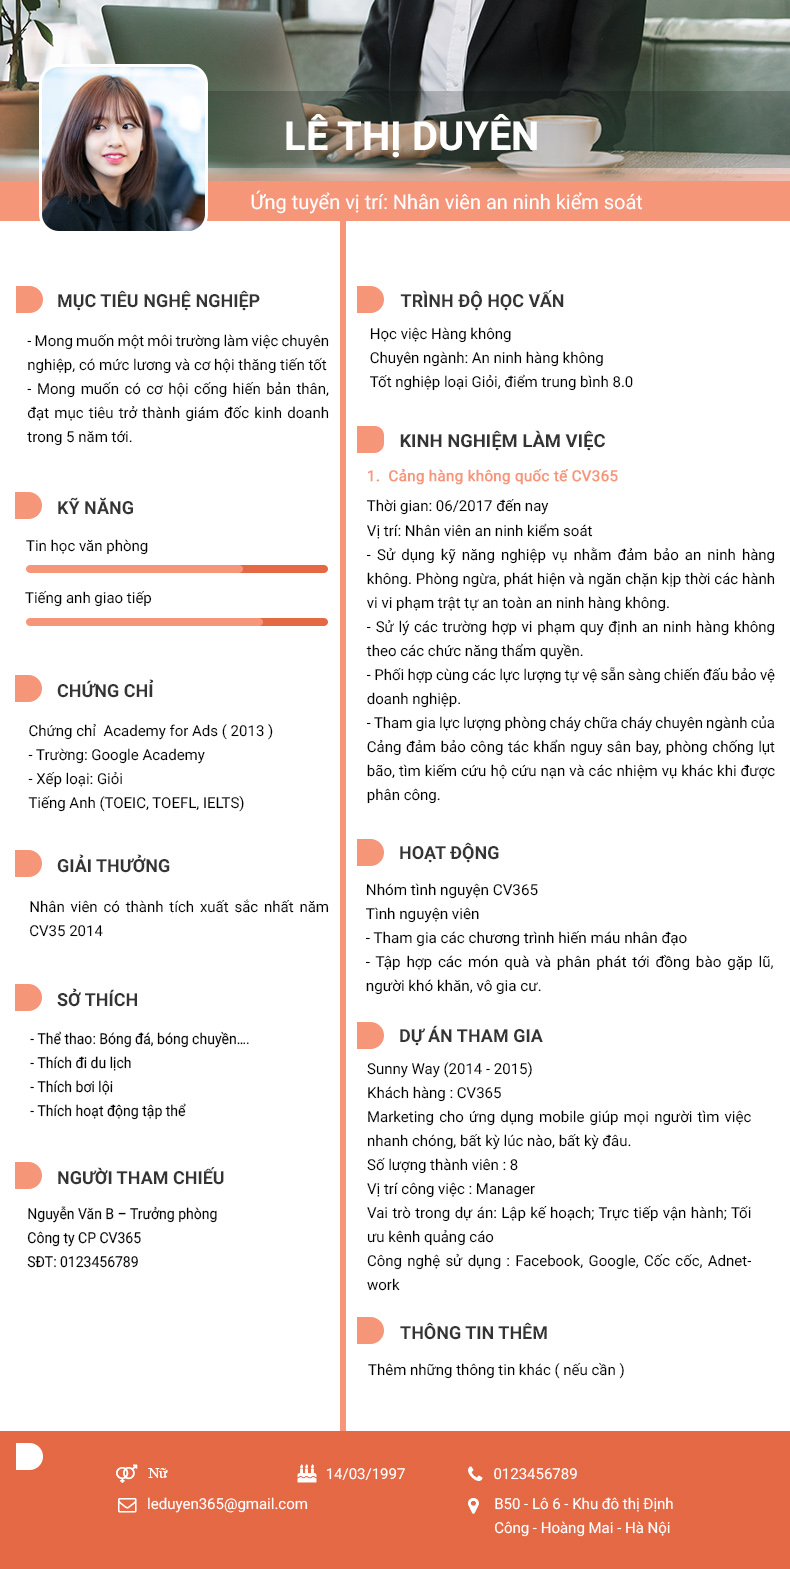 LÊ THỊ DUYÊN
Ứng tuyển vị trí: Nhân viên an ninh kiểm soát
MỤC TIÊU NGHỆ NGHIỆP
- Mong muốn một môi trường làm việc chuyên
nghiệp, có mức lương và cơ hội thăng tiến tốt
- Mong muốn có cơ hội cống hiến bản thân,
đạt mục tiêu trở thành giám đốc kinh doanh
trong 5 năm tới.
KỸ NĂNG
Tin học văn phòng
Tiếng anh giao tiếp
CHỨNG CHỈ
Chứng chỉ  Academy for Ads ( 2013 )
- Trường: Google Academy
- Xếp loại: Giỏi
Tiếng Anh (TOEIC, TOEFL, IELTS)
GIẢI THƯỞNG
Nhân viên có thành tích xuất sắc nhất năm
CV35 2014
SỞ THÍCH
- Thể thao: Bóng đá, bóng chuyền....
- Thích đi du lịch
- Thích bơi lội
- Thích hoạt động tập thể
NGƯỜI THAM CHIẾU
Nguyễn Văn B – Trưởng phòng
Công ty CP CV365
SĐT: 0123456789
TRÌNH ĐỘ HỌC VẤN
Học việc Hàng không
Chuyên ngành: An ninh hàng không
Tốt nghiệp loại Giỏi, điểm trung bình 8.0
KINH NGHIỆM LÀM VIỆC
1.  Cảng hàng không quốc tế CV365
Thời gian: 06/2017 đến nay
Vị trí: Nhân viên an ninh kiểm soát
- Sử dụng kỹ năng nghiệp vụ nhằm đảm bảo an ninh hàng
không. Phòng ngừa, phát hiện và ngăn chặn kịp thời các hành
vi vi phạm trật tự an toàn an ninh hàng không.
- Sử lý các trường hợp vi phạm quy định an ninh hàng không
theo các chức năng thẩm quyền.
- Phối hợp cùng các lực lượng tự vệ sẵn sàng chiến đấu bảo vệ
doanh nghiệp.
- Tham gia lực lượng phòng cháy chữa cháy chuyên ngành của
Cảng đảm bảo công tác khẩn nguy sân bay, phòng chống lụt
bão, tìm kiếm cứu hộ cứu nạn và các nhiệm vụ khác khi được
phân công.
HOẠT ĐỘNG
Nhóm tình nguyện CV365
Tình nguyện viên
- Tham gia các chương trình hiến máu nhân đạo
- Tập hợp các món quà và phân phát tới đồng bào gặp lũ,
người khó khăn, vô gia cư.
DỰ ÁN THAM GIA
Sunny Way (2014 - 2015)
Khách hàng : CV365
Marketing cho ứng dụng mobile giúp mọi người tìm việc
nhanh chóng, bất kỳ lúc nào, bất kỳ đâu.
Số lượng thành viên : 8
Vị trí công việc : Manager
Vai trò trong dự án: Lập kế hoạch; Trực tiếp vận hành; Tối
ưu kênh quảng cáo
Công nghệ sử dụng : Facebook, Google, Cốc cốc, Adnet-
work
THÔNG TIN THÊM
Thêm những thông tin khác ( nếu cần )
Nữ
14/03/1997
0123456789
leduyen365@gmail.com
B50 - Lô 6 - Khu đô thị Định
Công - Hoàng Mai - Hà Nội